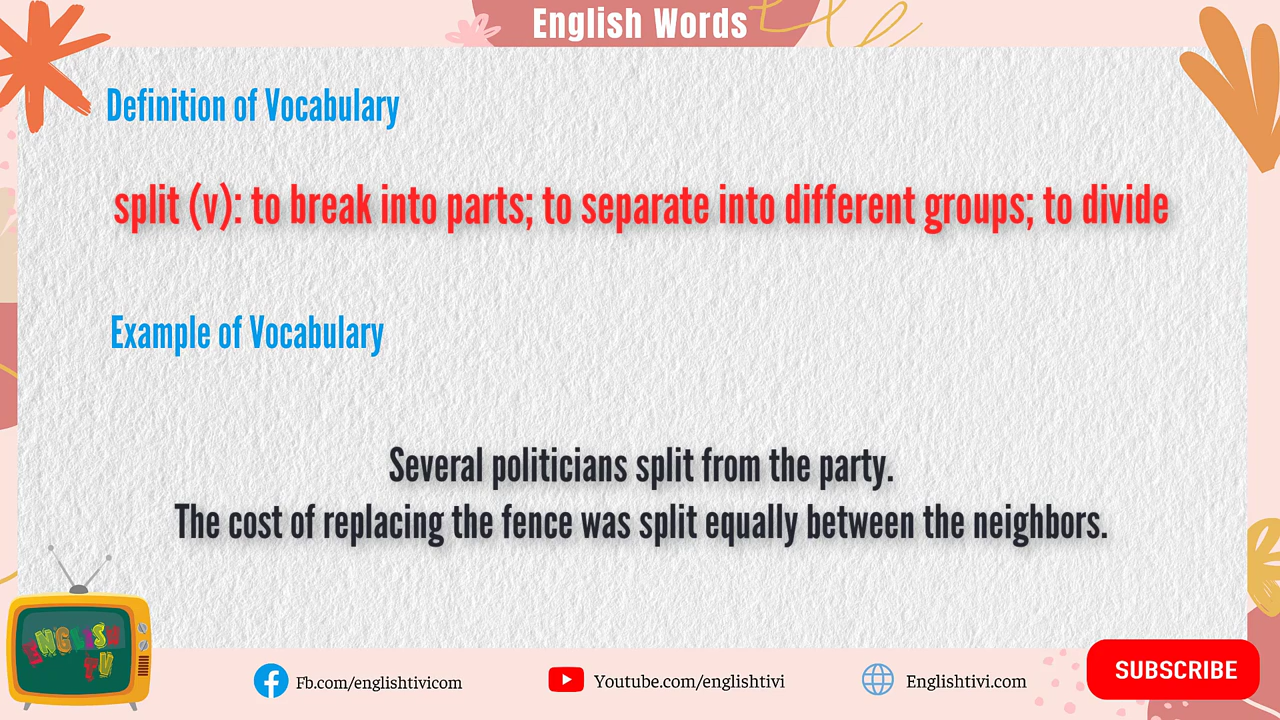 English Words
Definition of Vocabulary
split (v): to break into parts; to separate into different groups; to divide
Example of Vocabulary
Several politicians split from the party.
The cost of replacing the fence was split equally between the neighbors.
ENGLISH
TV
Fb.com/englishtivicom
Youtube.com/englishtivi
Englishtivi.com
SUBSCRIBE